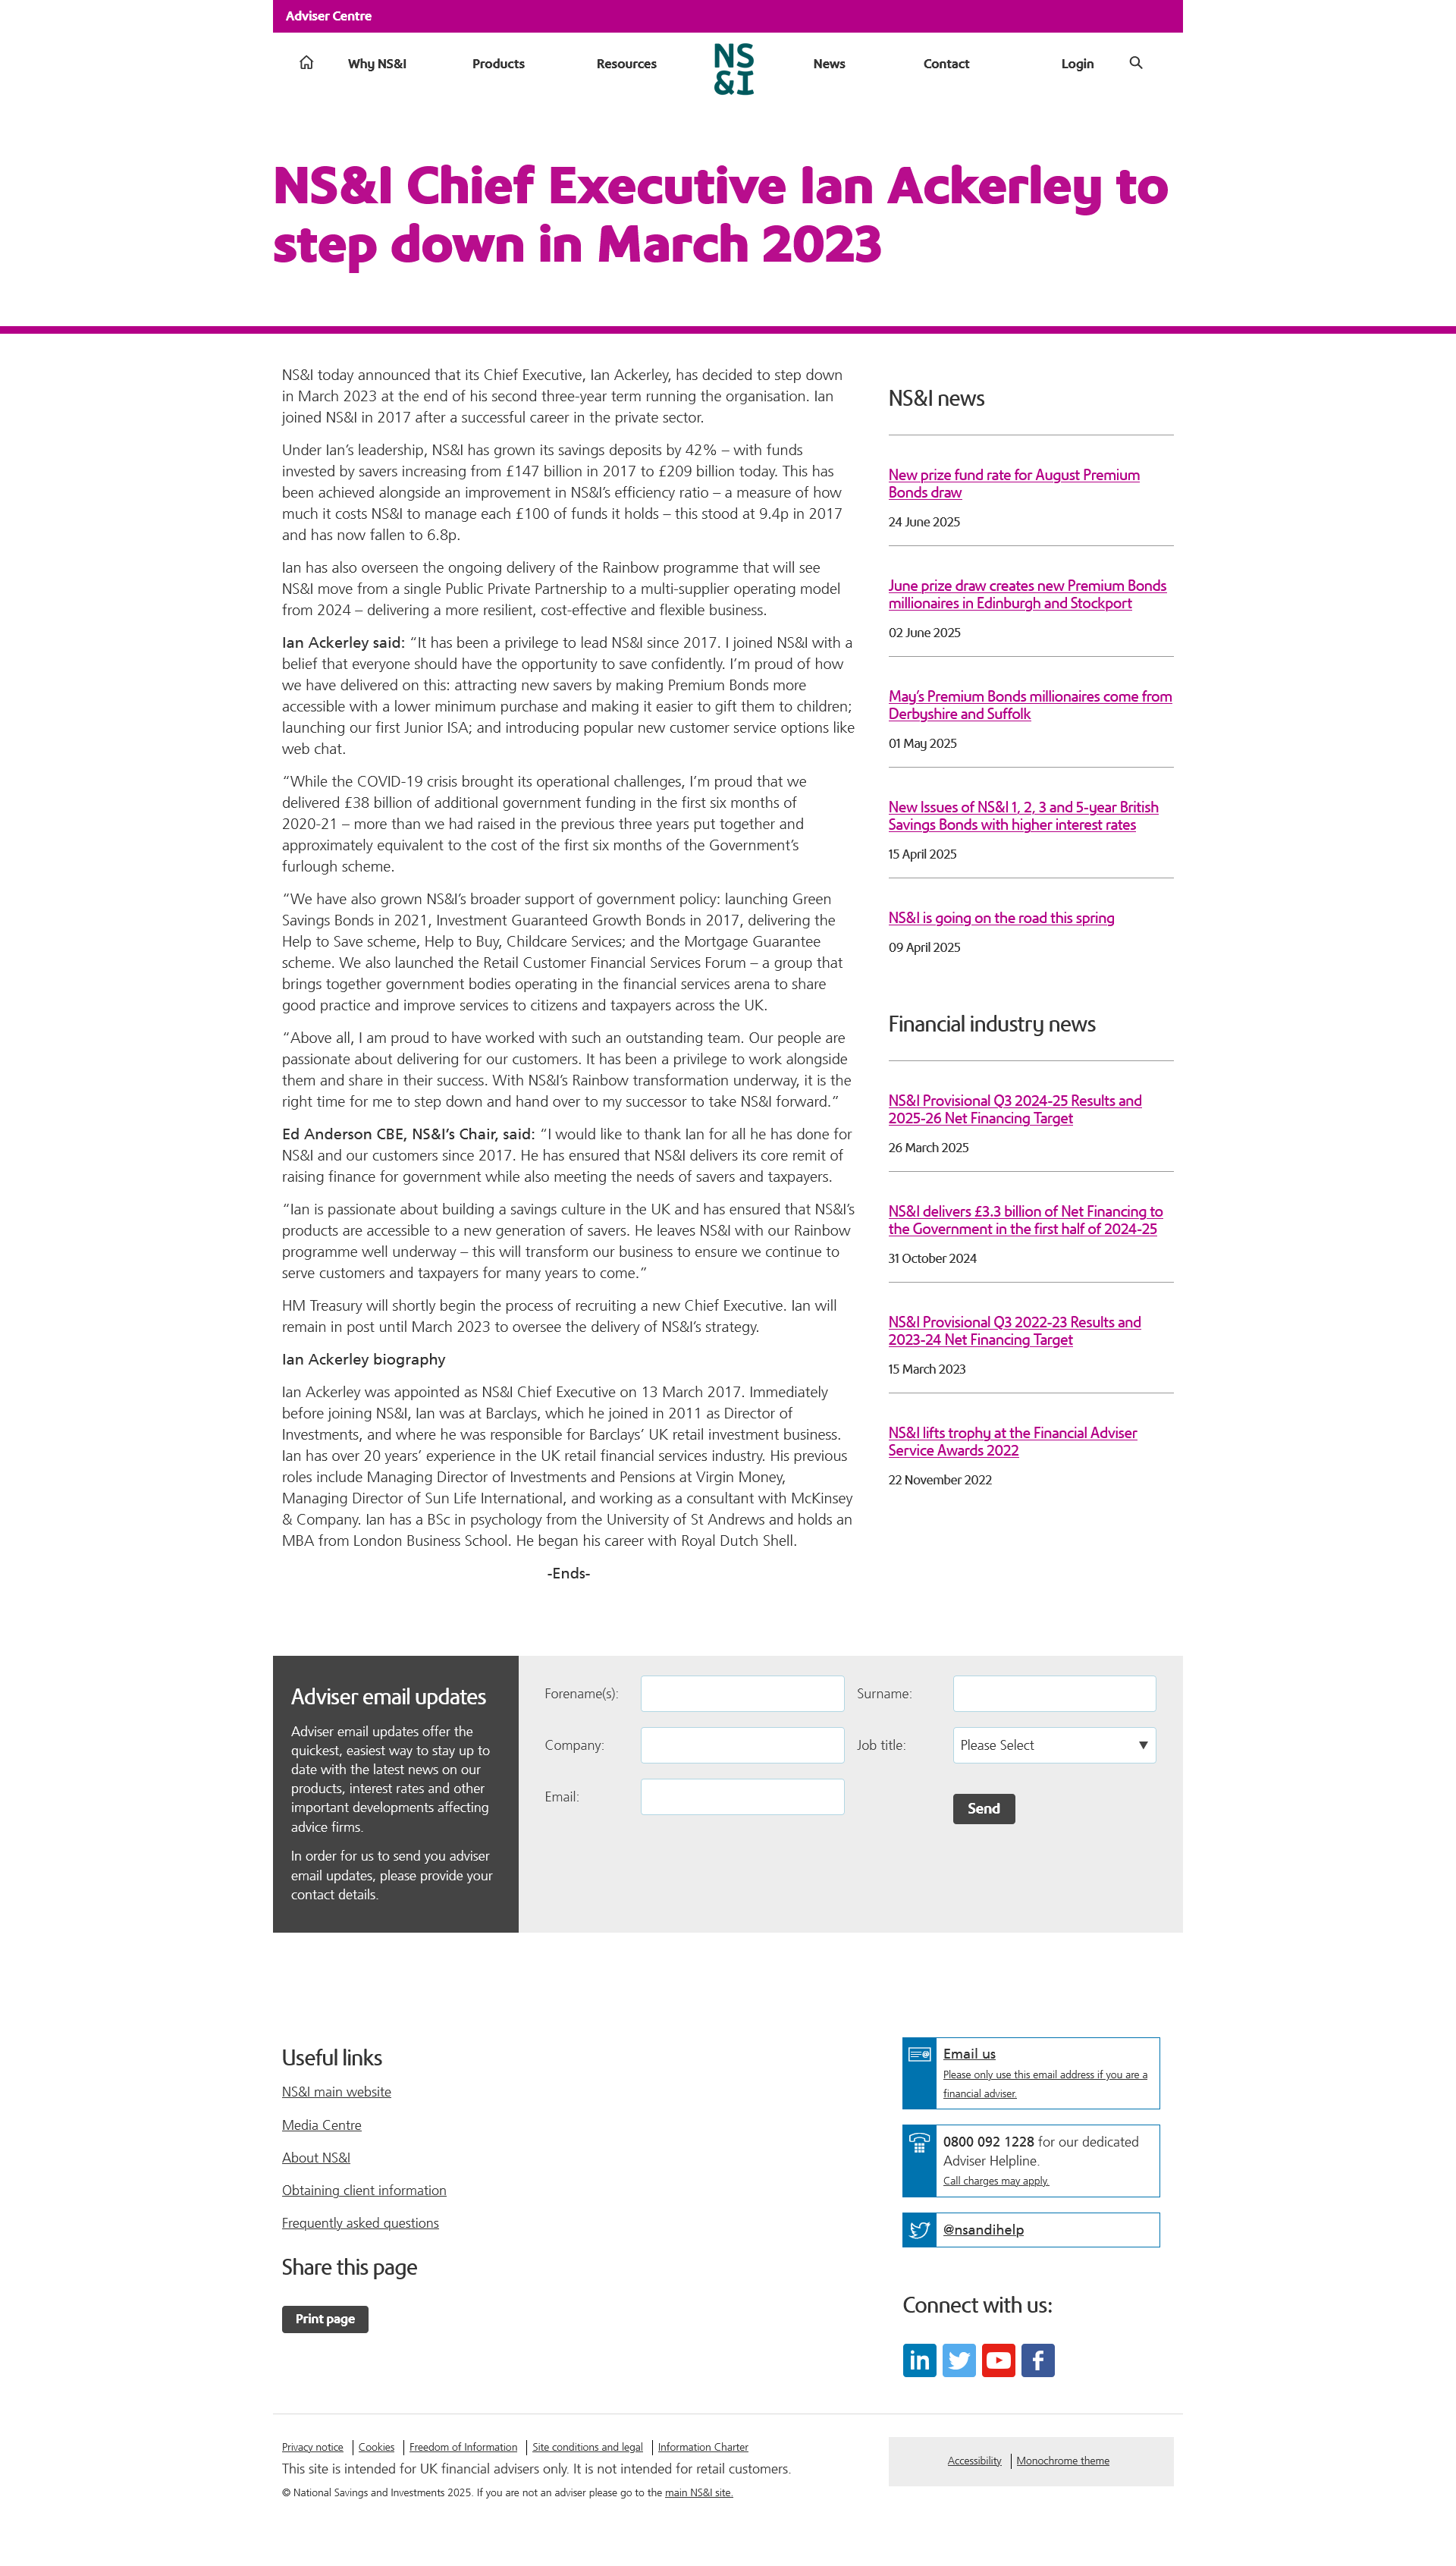 Adviser Centre
Why NS&I
Products
Resources
NS
&I
News
Contact
Login
NS&I Chief Executive Ian Ackerley to
step down in March 2023
NS&I today announced that its Chief Executive, Ian Ackerley, has decided to step down
in March 2023 at the end of his second three-year term running the organisation. Ian
joined NS&I in 2017 after a successful career in the private sector.
Under Ian’s leadership, NS&I has grown its savings deposits by 42% – with funds
invested by savers increasing from £147 billion in 2017 to £209 billion today. This has
been achieved alongside an improvement in NS&I’s efficiency ratio – a measure of how
much it costs NS&I to manage each £100 of funds it holds – this stood at 9.4p in 2017
and has now fallen to 6.8p.
Ian has also overseen the ongoing delivery of the Rainbow programme that will see
NS&I move from a single Public Private Partnership to a multi-supplier operating model
from 2024 – delivering a more resilient, cost-effective and flexible business.
Ian Ackerley said: “It has been a privilege to lead NS&I since 2017. I joined NS&I with a
belief that everyone should have the opportunity to save confidently. I’m proud of how
we have delivered on this: attracting new savers by making Premium Bonds more
accessible with a lower minimum purchase and making it easier to gift them to children;
launching our first Junior ISA; and introducing popular new customer service options like
web chat.
“While the COVID-19 crisis brought its operational challenges, I’m proud that we
delivered £38 billion of additional government funding in the first six months of
2020-21 – more than we had raised in the previous three years put together and
approximately equivalent to the cost of the first six months of the Government’s
furlough scheme.
“We have also grown NS&I’s broader support of government policy: launching Green
Savings Bonds in 2021, Investment Guaranteed Growth Bonds in 2017, delivering the
Help to Save scheme, Help to Buy, Childcare Services; and the Mortgage Guarantee
scheme. We also launched the Retail Customer Financial Services Forum – a group that
brings together government bodies operating in the financial services arena to share
good practice and improve services to citizens and taxpayers across the UK.
“Above all, I am proud to have worked with such an outstanding team. Our people are
passionate about delivering for our customers. It has been a privilege to work alongside
them and share in their success. With NS&I’s Rainbow transformation underway, it is the
right time for me to step down and hand over to my successor to take NS&I forward.”
Ed Anderson CBE, NS&I’s Chair, said: “I would like to thank Ian for all he has done for
NS&I and our customers since 2017. He has ensured that NS&I delivers its core remit of
raising finance for government while also meeting the needs of savers and taxpayers.
“Ian is passionate about building a savings culture in the UK and has ensured that NS&I’s
products are accessible to a new generation of savers. He leaves NS&I with our Rainbow
programme well underway – this will transform our business to ensure we continue to
serve customers and taxpayers for many years to come.”
HM Treasury will shortly begin the process of recruiting a new Chief Executive. Ian will
remain in post until March 2023 to oversee the delivery of NS&I’s strategy.
Ian Ackerley biography
Ian Ackerley was appointed as NS&I Chief Executive on 13 March 2017. Immediately
before joining NS&I, Ian was at Barclays, which he joined in 2011 as Director of
Investments, and where he was responsible for Barclays’ UK retail investment business.
Ian has over 20 years’ experience in the UK retail financial services industry. His previous
roles include Managing Director of Investments and Pensions at Virgin Money,
Managing Director of Sun Life International, and working as a consultant with McKinsey
& Company. Ian has a BSc in psychology from the University of St Andrews and holds an
MBA from London Business School. He began his career with Royal Dutch Shell.
-Ends-
NS&I news
New prize fund rate for August Premium
Bonds draw
24 June 2025
June prize draw creates new Premium Bonds
millionaires in Edinburgh and Stockport
02 June 2025
May’s Premium Bonds millionaires come from
Derbyshire and Suffolk
01 May 2025
New Issues of NS&I 1, 2, 3 and 5-year British
Savings Bonds with higher interest rates
15 April 2025
NS&I is going on the road this spring
09 April 2025
Financial industry news
NS&I Provisional Q3 2024-25 Results and
2025-26 Net Financing Target
26 March 2025
NS&I delivers £3.3 billion of Net Financing to
the Government in the first half of 2024-25
31 October 2024
NS&I Provisional Q3 2022-23 Results and
2023-24 Net Financing Target
15 March 2023
NS&I lifts trophy at the Financial Adviser
Service Awards 2022
22 November 2022
Adviser email updates
Adviser email updates offer the
quickest, easiest way to stay up to
date with the latest news on our
products, interest rates and other
important developments affecting
advice firms.
In order for us to send you adviser
email updates, please provide your
contact details.
Forename(s):
Surname:
Company:
Job title:
Please Select
Email:
Send
Useful links
NS&I main website
Media Centre
About NS&I
Obtaining client information
Frequently asked questions
Share this page
Print page
Email us
Please only use this email address if you are a
financial adviser.
0800 092 1228 for our dedicated
Adviser Helpline.
Call charges may apply.
@nsandihelp
Connect with us:
Privacy notice
Cookies
Freedom of Information
Site conditions and legal
Information Charter
This site is intended for UK financial advisers only. It is not intended for retail customers.
© National Savings and Investments 2025. If you are not an adviser please go to the main NS&I site.
Accessibility
Monochrome theme